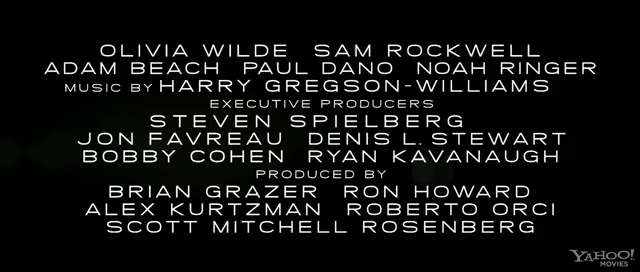 OLIVIA WILDE SAM ROCKWELL
ADAM BEACH PAUL DANO NOAH RINGER
MUSIC BY HARRY GREGSON-WILLIAMS
EXECUTIVE PRODUCERS
STEVEN SPIELBERG
JON FAVREAU DENIS L. STEWART
BOBBY COHEN RYAN KAVANAUGH
PRODUCED BY
BRIAN GRAZER RON HOWARD
ALEX KURTZMAN ROBERTO ORCI
SCOTT MITCHELL ROSENBERG
YAHOO!
MOVIES